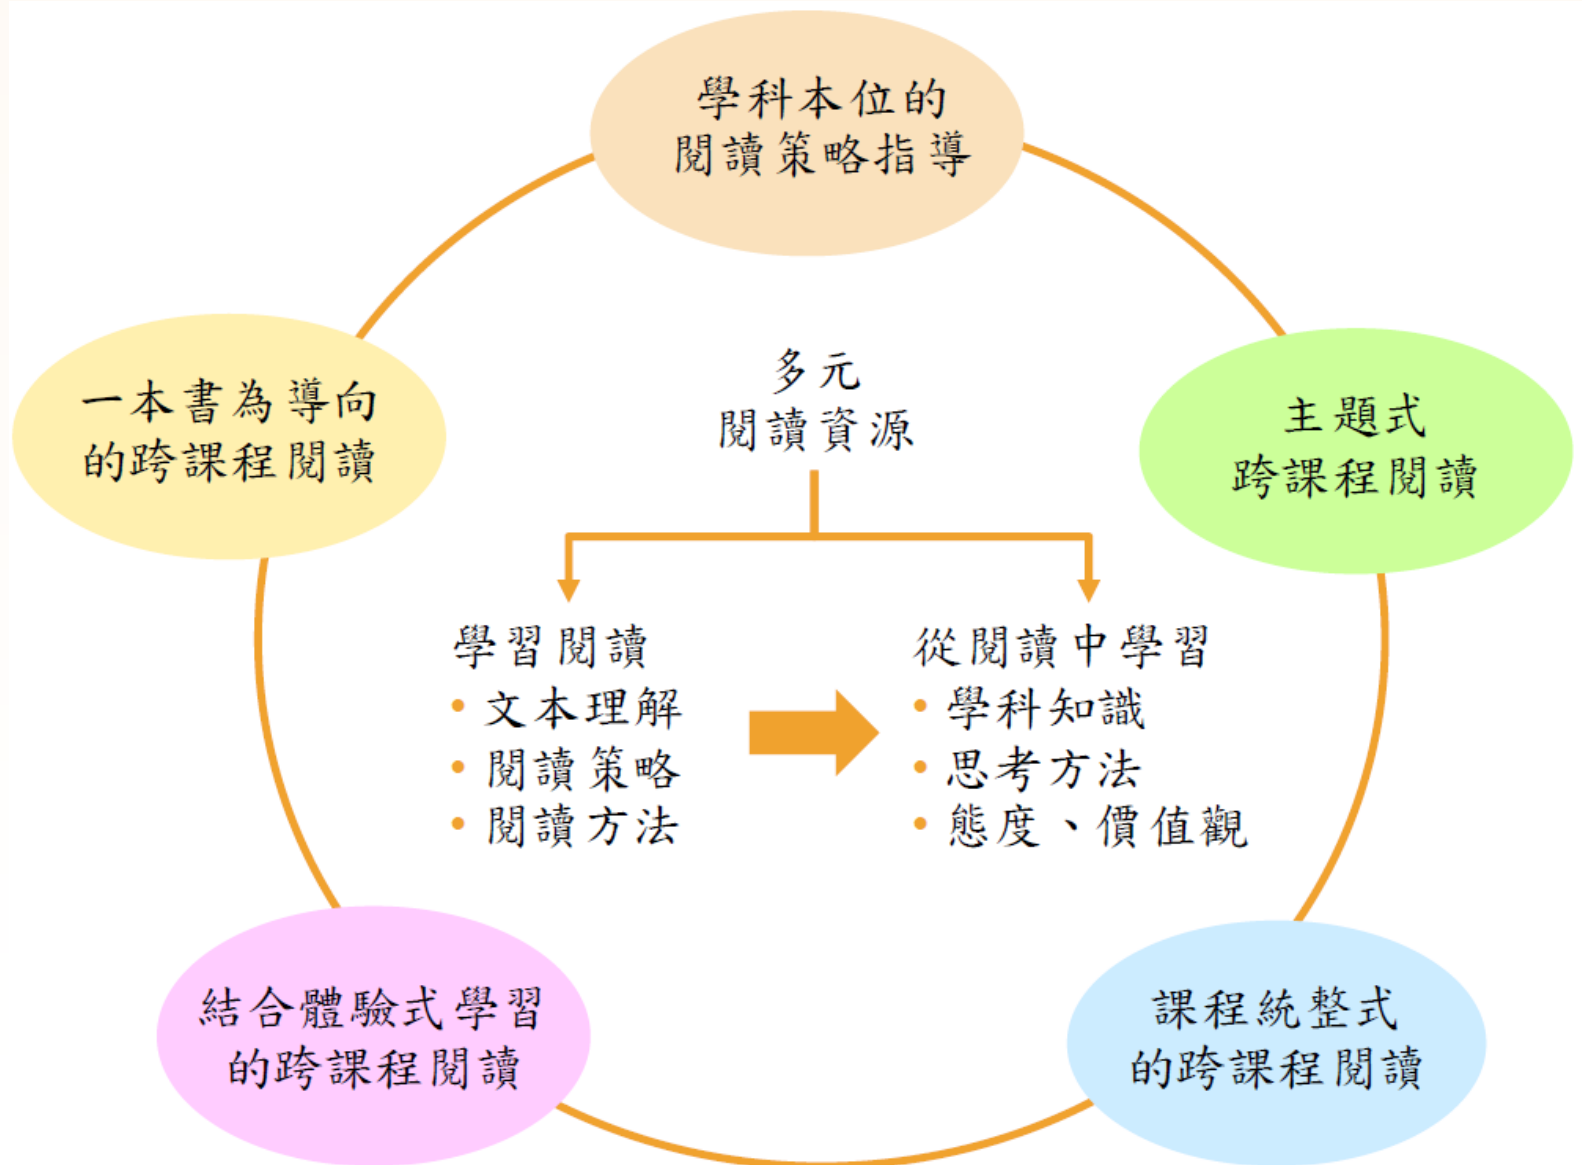 學科本位的
閱讀策略指導
一本書為導向
的跨課程閱讀
多元
閱讀資源
主題式
跨課程閱讀
學習閱讀
• 文本理解
• 閱讀策略
• 閱讀方法
從閱讀中學習
• 學科知識
• 思考方法
• 態度、價值觀
結合體驗式學習
的跨課程閱讀
課程統整式
的跨課程閱讀